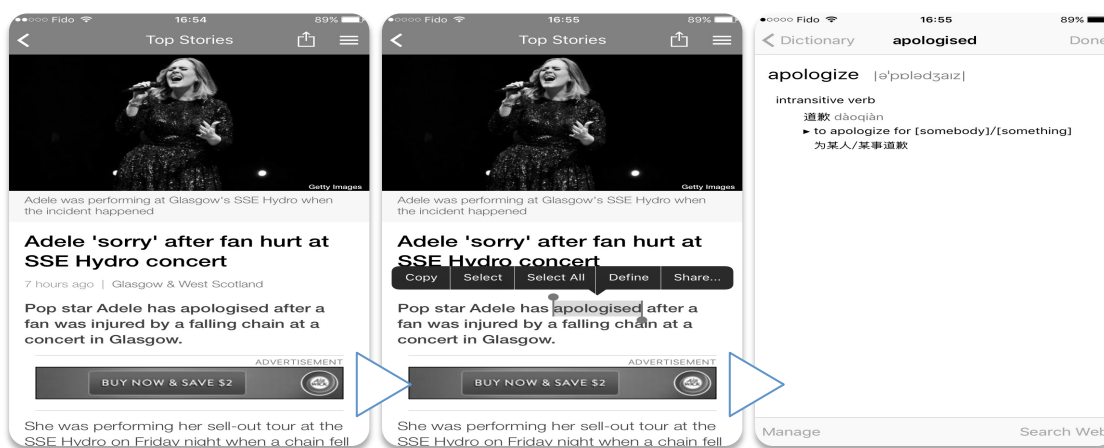 Fido
16:54
89%
Top Stories
Getty Images
Adele was performing at Glasgow's SSE Hydro when
the incident happened
Adele 'sorry' after fan hurt at
SSE Hydro concert
7 hours ago | Glasgow & West Scotland
Pop star Adele has apologised after a
fan was injured by a falling chain at a
concert in Glasgow.
ADVERTISEMENT
BUY NOW & SAVE $2
She was performing her sell-out tour at the
SSE Hydro on Friday night when a chain fell
Fido
16:55
89%
Top Stories
Getty Images
Adele was performing at Glasgow's SSE Hydro when
the incident happened
Adele 'sorry' after fan hurt at
SSE Hydro concert
Copy Select Select All Define Share...
Pop star Adele has apologised after a
fan was injured by a falling chain at a
concert in Glasgow.
ADVERTISEMENT
BUY NOW & SAVE $2
She was performing her sell-out tour at the
SSE Hydro on Friday night when a chain fell
Fido
16:55
89%
Dictionary apologised Done
apologize |ə'pɒlədʒaɪz|
intransitive verb
道歉 dàoqiàn
► to apologize for [somebody]/[something]
为某人/某事道歉
Manage Search Web